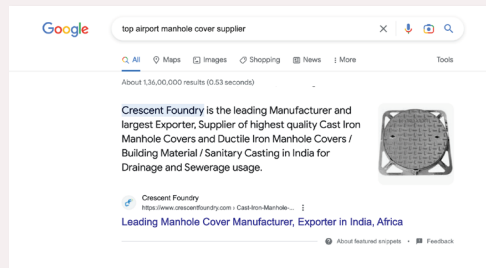 Google
top airport manhole cover supplier
All Maps Images Shopping News More Tools
About 1,36,00,000 results (0.53 seconds)
Crescent Foundry is the leading Manufacturer and
largest Exporter, Supplier of highest quality Cast Iron
Manhole Covers and Ductile Iron Manhole Covers /
Building Material / Sanitary Casting in India for
Drainage and Sewerage usage.
Crescent Foundry
https://www.crescentfoundry.com › Cast-Iron-Manhole-...
Leading Manhole Cover Manufacturer, Exporter in India, Africa
About featured snippets • Feedback